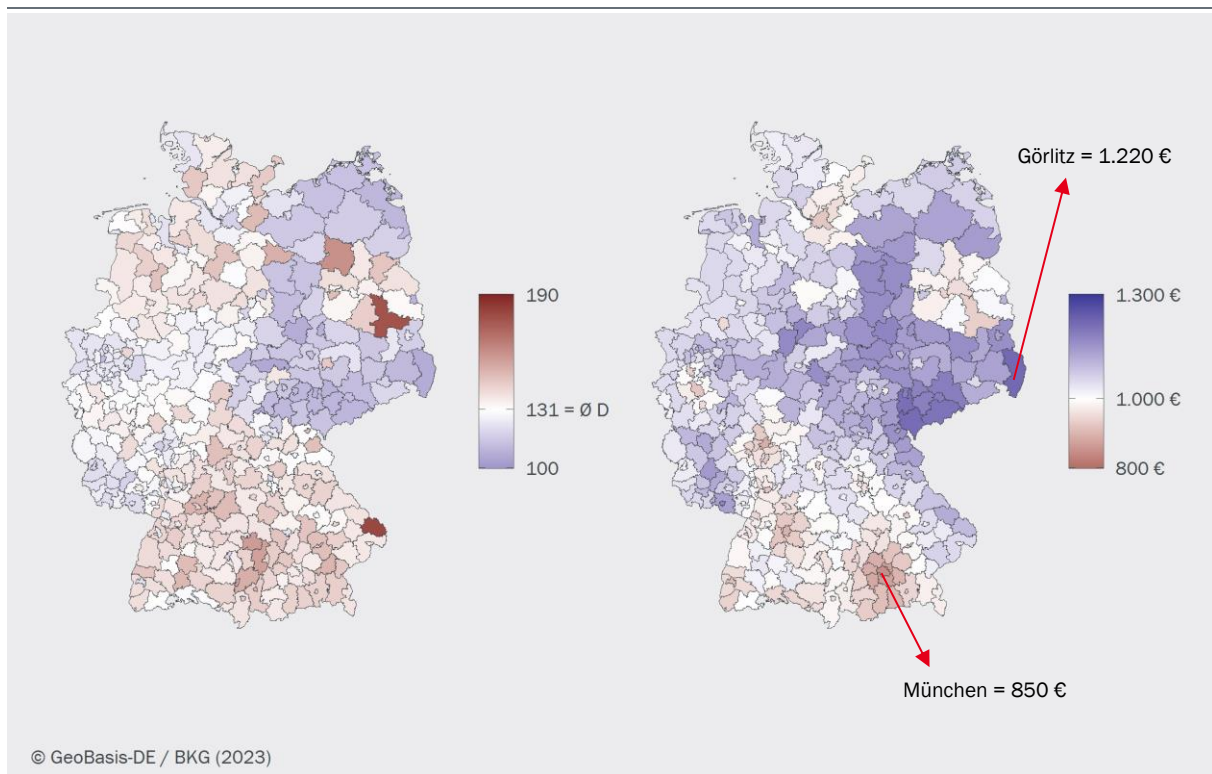 Görlitz = 1.220 €
190
131 = Ø D
100
1.300 €
1.000 €
800 €
München = 850 €
© GeoBasis-DE / BKG (2023)